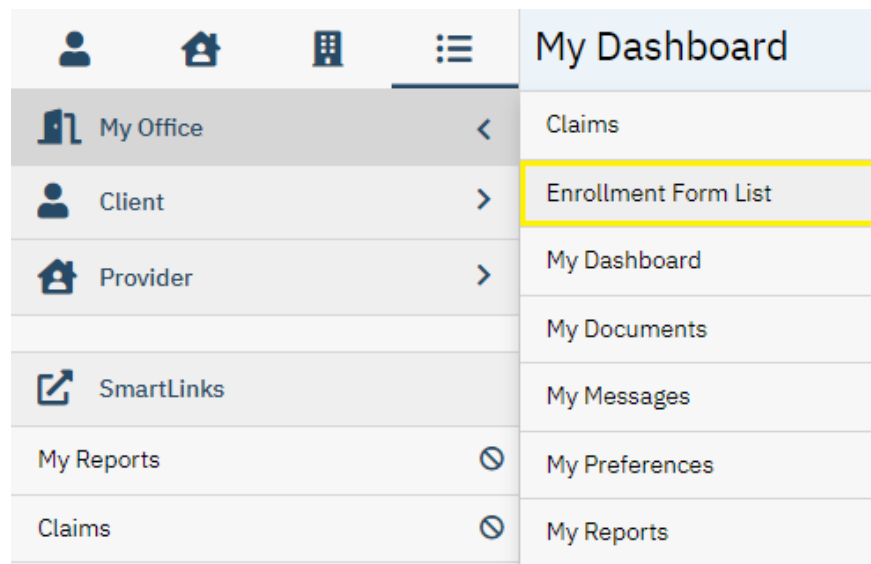 My Office
Client
Provider
SmartLinks
My Reports
Claims
My Dashboard
Claims
Enrollment Form List
My Dashboard
My Documents
My Messages
My Preferences
My Reports